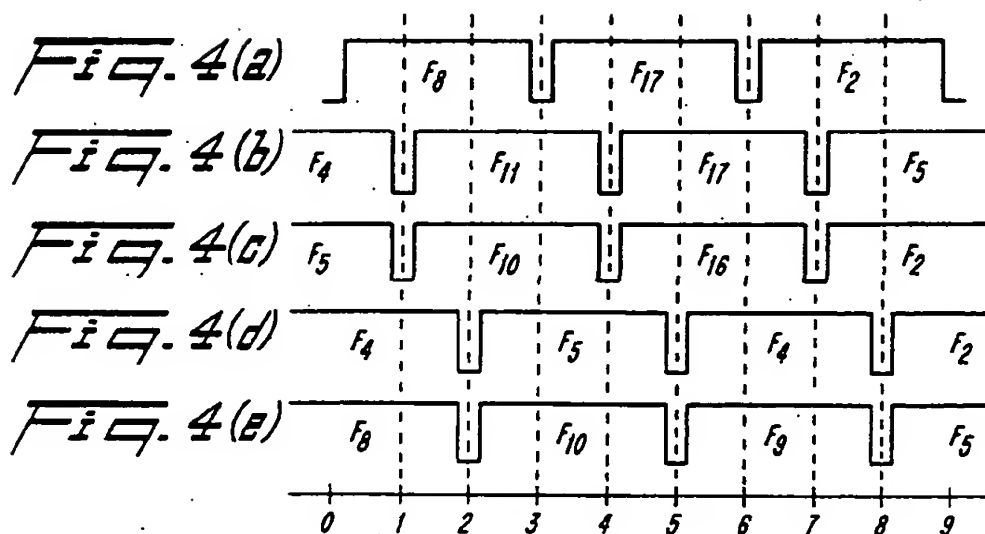 Fig. 4(a) F8 F17 F2
Fig. 4(b) F4 F11 F17 F5
Fig. 4(c) F5 F10 F16 F2
Fig. 4(d) F4 F5 F4 F2
Fig. 4(e) F8 F10 F9 F5
0 1 2 3 4 5 6 7 8 9